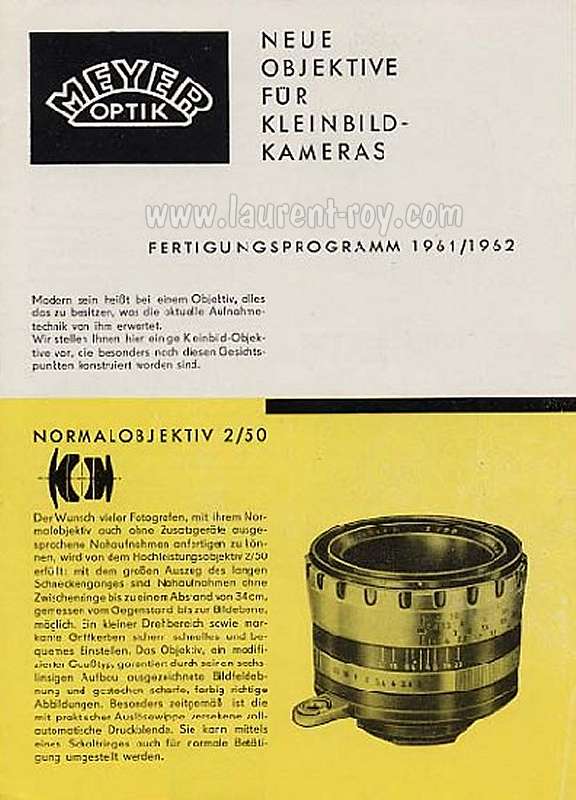 MEYER
OPTIK
NEUE
OBJEKTIVE
FÜR
KLEINBILD-
KAMERAS
www.laurent-roy.com
FERTIGUNGSPROGRAMM 1961/1962
Modern sein heißt bei einem Objektiv, alles
das zu besitzen, was die aktuelle Aufnahme-
technik von ihm erwartet.
Wir stellen Ihnen hier einige Kleinbild-Objek-
tive vor, die besonders nach diesen Gesichts-
punkten konstruiert worden sind.
NORMALOBJEKTIV 2/50
Der Wunsch vieler Fotografen, mit ihrem Nor-
malobjektiv auch ohne Zusatzgeräte ausge-
sprochene Nahaufnahmen anfertigen zu kön-
nen, wird von dem Hochleistungsobjektiv 2/50
erfüllt: mit dem großen Auszug des langen
Schneckenganges sind Nahaufnahmen ohne
Zwischenringe bis zu einem Abstand von 34 cm,
gemessen vom Gegenstand bis zur Bildebene,
möglich. Ein kleiner Drehbereich sowie mar-
kante Griffkerben sichern schnelles und be-
quemes Einstellen. Das Objektiv, ein modifi-
zierter Gaußtyp, garantiert durch seinen sechs-
linsigen Aufbau ausgezeichnete Bildfeldeb-
nung und gestochen scharfe, farbig richtige
Abbildungen. Besonders zeitgemäß ist die
mit praktischer Auslösewippe versehene voll-
automatische Druckblende. Sie kann mittels
eines Schaltringes auch für normale Betäti-
gung umgestellt werden.